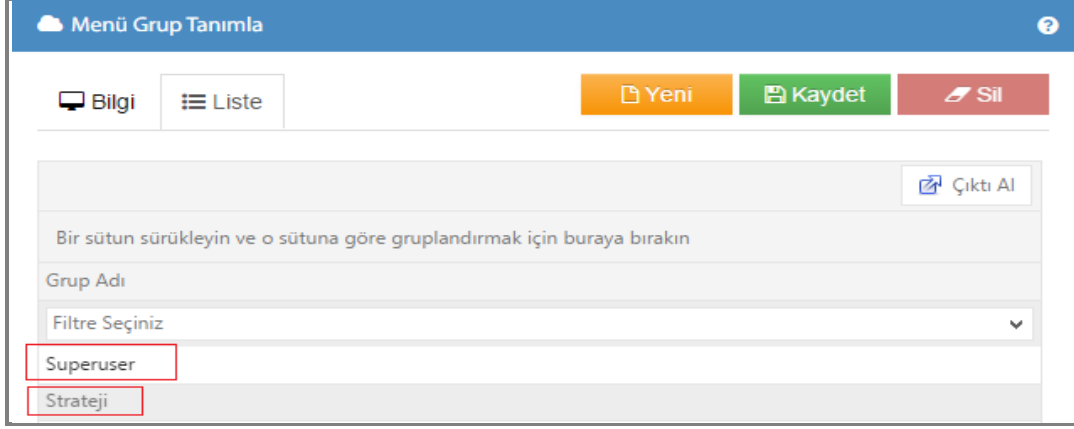 Menü Grup Tanımla
Bilgi Liste Yeni Kaydet Sil
Çıktı Al
Bir sütun sürükleyin ve o sütuna göre gruplandırmak için buraya bırakın
Grup Adı
Filtre Seçiniz
Superuser
Strateji